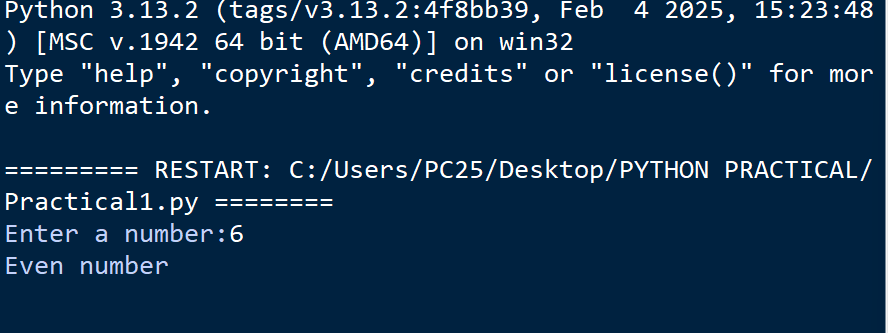 Python 3.13.2 (tags/v3.13.2:4f8bb39, Feb  4 2025, 15:23:48
) [MSC v.1942 64 bit (AMD64)] on win32
Type "help", "copyright", "credits" or "license()" for mor
e information.
========= RESTART: C:/Users/PC25/Desktop/PYTHON PRACTICAL/
Practical1.py ========
Enter a number:6
Even number